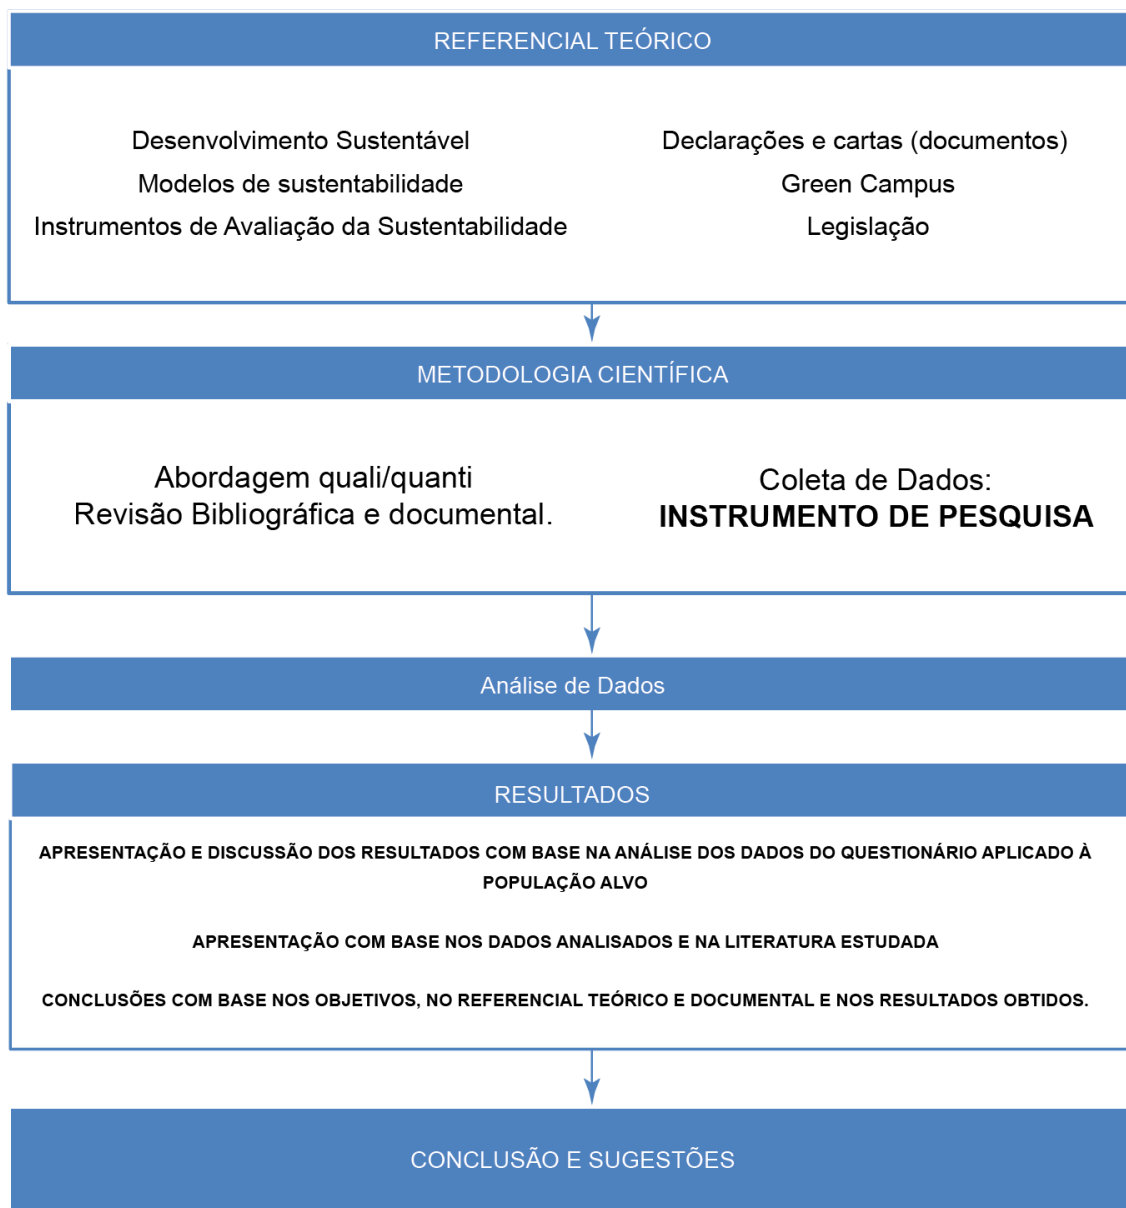 REFERENCIAL TEÓRICO
Desenvolvimento Sustentável
Modelos de sustentabilidade
Instrumentos de Avaliação da Sustentabilidade
Declarações e cartas (documentos)
Green Campus
Legislação
METODOLOGIA CIENTÍFICA
Abordagem quali/quanti
Revisão Bibliográfica e documental.
Coleta de Dados:
INSTRUMENTO DE PESQUISA
Análise de Dados
RESULTADOS
APRESENTAÇÃO E DISCUSSÃO DOS RESULTADOS COM BASE NA ANÁLISE DOS DADOS DO QUESTIONÁRIO APLICADO À
POPULAÇÃO ALVO
APRESENTAÇÃO COM BASE NOS DADOS ANALISADOS E NA LITERATURA ESTUDADA
CONCLUSÕES COM BASE NOS OBJETIVOS, NO REFERENCIAL TEÓRICO E DOCUMENTAL E NOS RESULTADOS OBTIDOS.
CONCLUSÃO E SUGESTÕES